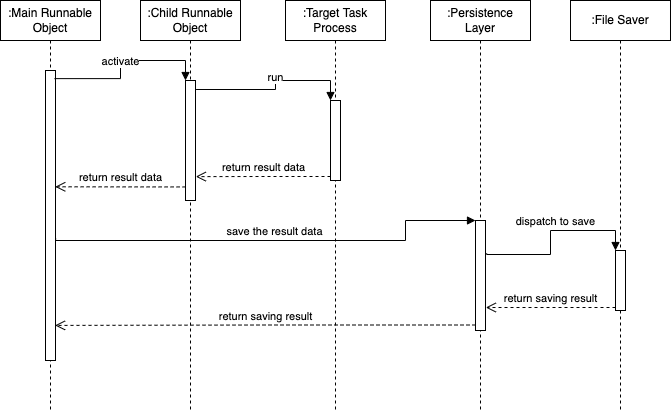 :Main Runnable
Object
:Child Runnable
Object
:Target Task
Process
:Persistence
Layer
:File Saver
activate
run
return result data
return result data
dispatch to save
save the result data
return saving result
return saving result